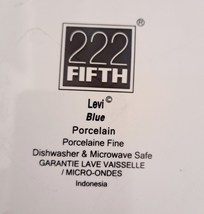 222®
FIFTH
Levi©
Blue
Porcelain
Porcelaine Fine
Dishwasher & Microwave Safe
GARANTIE LAVE VAISSELLE
/ MICRO-ONDES
Indonesia